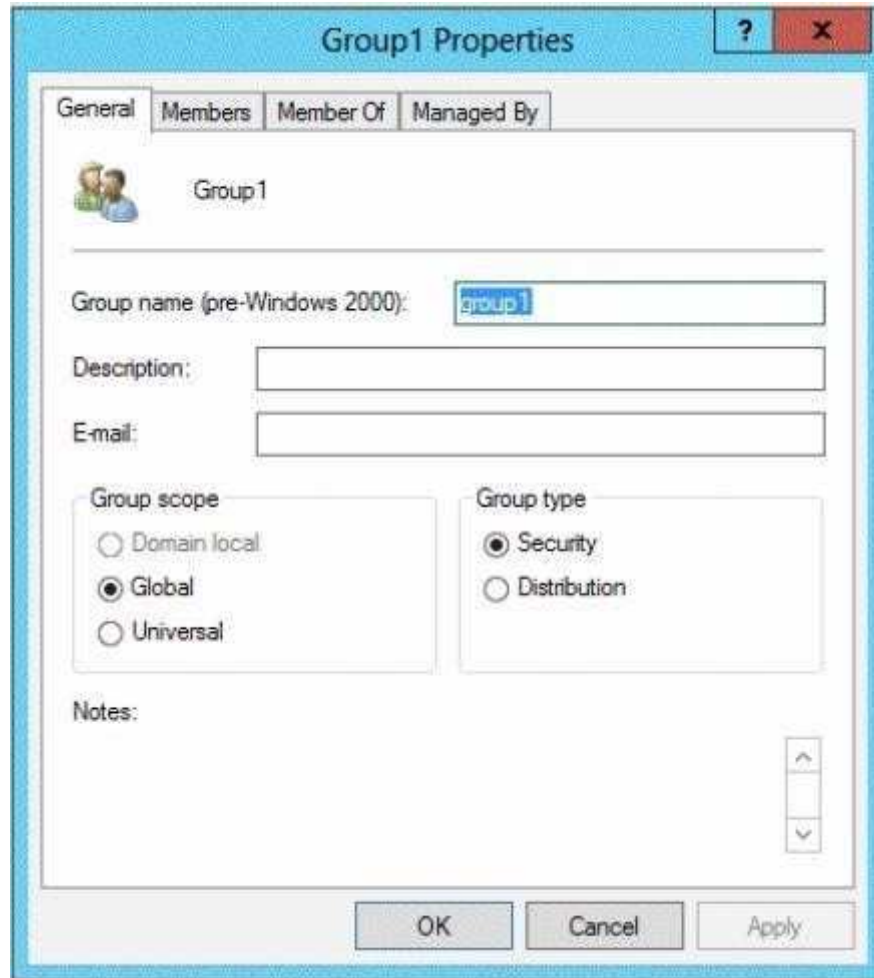 Group1 Properties
?
x
General Members Member Of Managed By
Group1
Group name (pre-Windows 2000): group1
Description:
E-mail:
Group scope Group type
Domain local Security
Global Distribution
Universal
Notes:
OK Cancel Apply